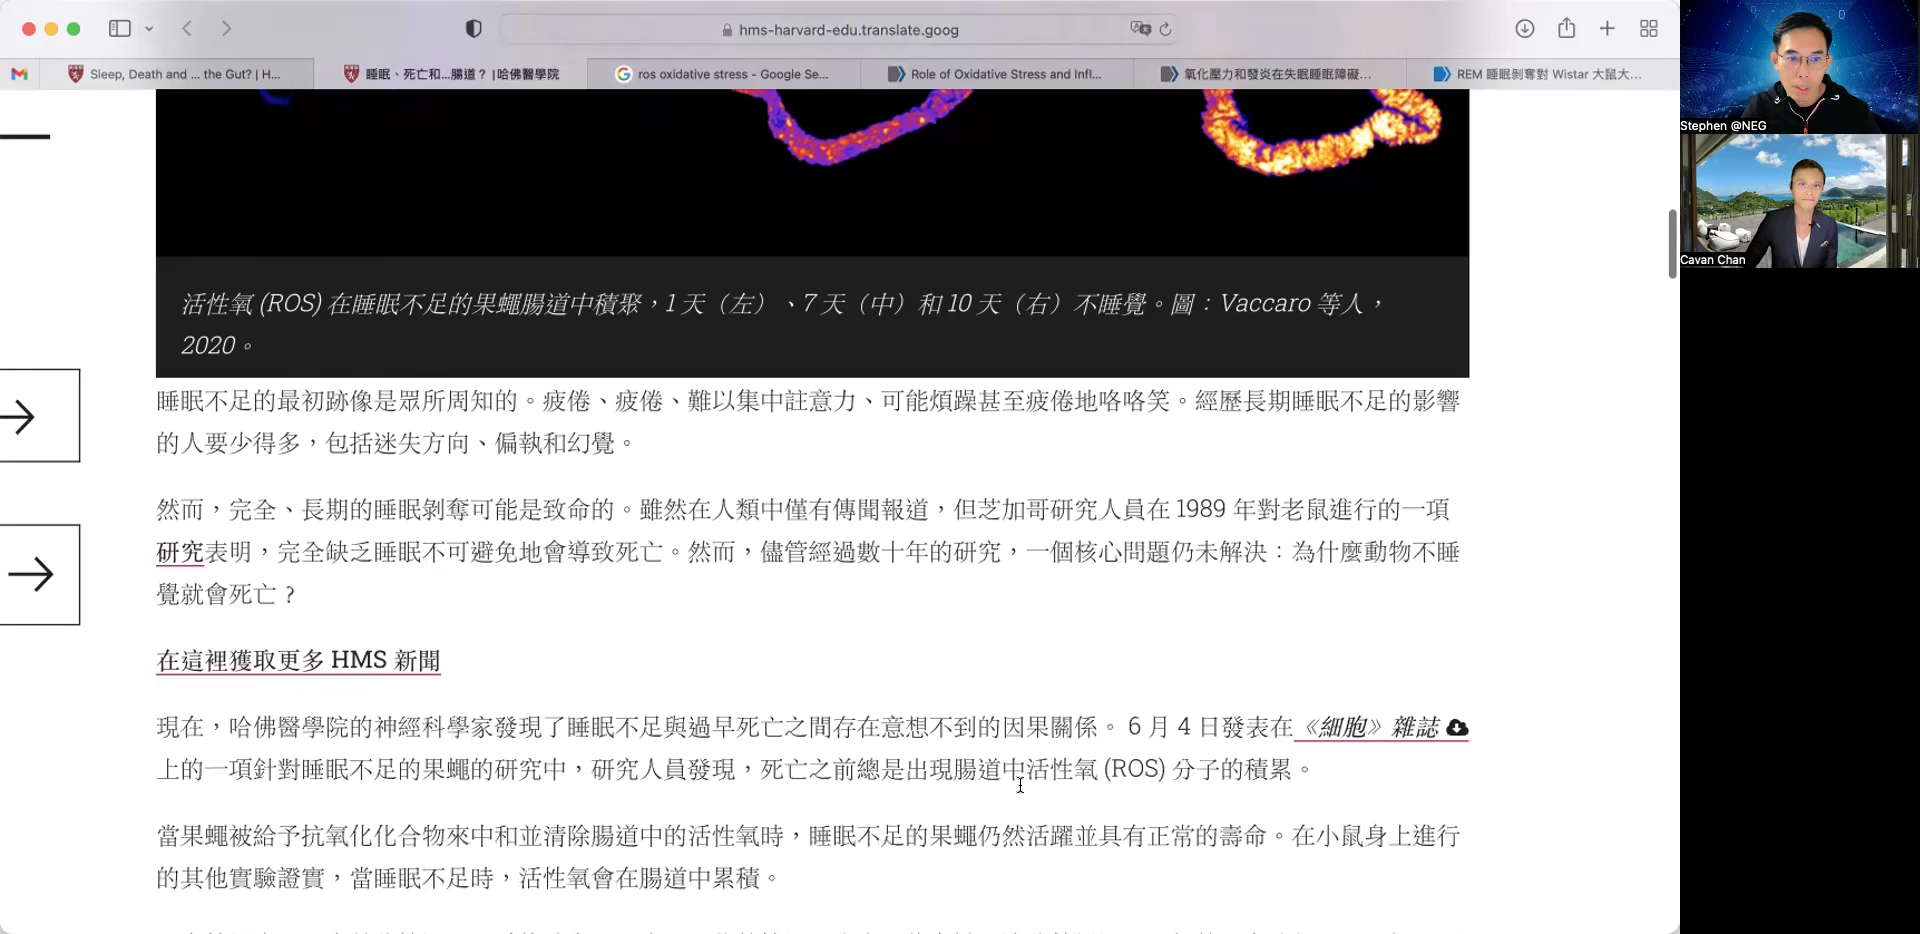 hms-harvard-edu.translate.goog
Sleep, Death and ... the Gut? | H...
睡眠、死亡和...腸道？ |哈佛醫學院
ros oxidative stress - Google Se...
Role of Oxidative Stress and Infl...
氧化壓力和發炎在失眠睡眠障礙...
REM 睡眠剝奪對 Wistar 大鼠大...
Stephen @NEG
Cavan Chan
活性氧 (ROS) 在睡眠不足的果蠅腸道中積聚，1 天（左）、7 天（中）和 10 天（右）不睡覺。圖：Vaccaro 等人，
2020。
睡眠不足的最初跡像是眾所周知的。疲倦、疲倦、難以集中註意力、可能煩躁甚至疲倦地咯咯笑。經歷長期睡眠不足的影響
的人要少得多，包括迷失方向、偏執和幻覺。
然而，完全、長期的睡眠剝奪可能是致命的。雖然在人類中僅有傳聞報道，但芝加哥研究人員在 1989 年對老鼠進行的一項
研究表明，完全缺乏睡眠不可避免地會導致死亡。然而，儘管經過數十年的研究，一個核心問題仍未解決：為什麼動物不睡
覺就會死亡？
在這裡獲取更多 HMS 新聞
現在，哈佛醫學院的神經科學家發現了睡眠不足與過早死亡之間存在意想不到的因果關係。 6 月 4 日發表在《細胞》雜誌
上的一項針對睡眠不足的果蠅的研究中，研究人員發現，死亡之前總是出現腸道中活性氧 (ROS) 分子的積累。
當果蠅被給予抗氧化化合物來中和並清除腸道中的活性氧時，睡眠不足的果蠅仍然活躍並具有正常的壽命。在小鼠身上進行
的其他實驗證實，當睡眠不足時，活性氧會在腸道中累積。